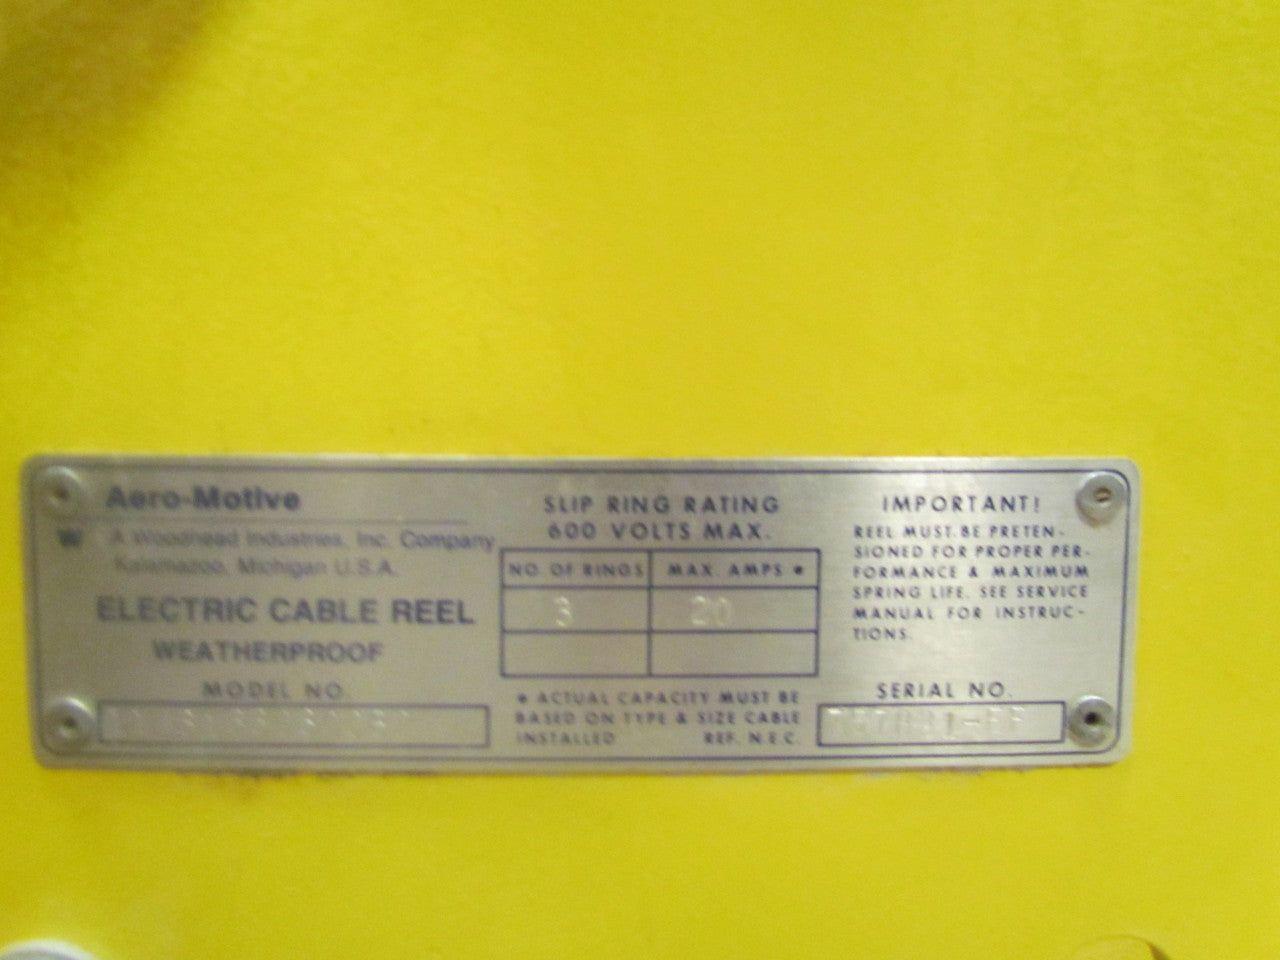 Aero-Motive
W A Woodhead Industries, Inc. Company
Kalamazoo, Michigan U.S.A.
ELECTRIC CABLE REEL
WEATHERPROOF
MODEL NO.
SLIP RING RATING
600 VOLTS MAX.
NO. OF RINGS MAX. AMPS *
3 20
* ACTUAL CAPACITY MUST BE
BASED ON TYPE & SIZE CABLE
INSTALLED REF. N.E.C.
IMPORTANT!
REEL MUST BE PRETEN-
SIONED FOR PROPER PER-
FORMANCE & MAXIMUM
SPRING LIFE. SEE SERVICE
MANUAL FOR INSTRUC-
TIONS.
SERIAL NO.